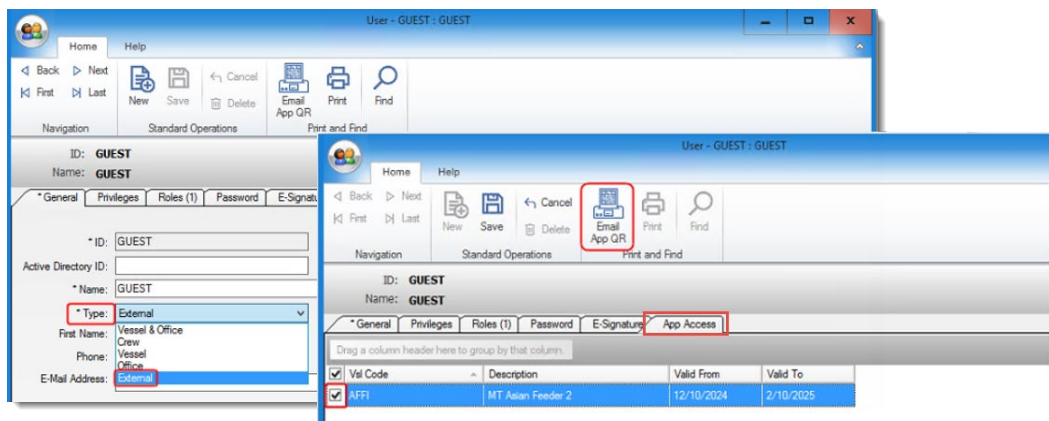 User - GUEST : GUEST
Home Help
Back Next
First Last
New Save
Cancel
Delete
Email App QR
Print Find
Navigation Standard Operations Print and Find
ID: GUEST
Name: GUEST
* General Privileges Roles (1) Password E-Signatu
* ID: GUEST
Active Directory ID:
* Name: GUEST
* Type: External
First Name:
Phone:
E-Mail Address:
Vessel & Office
Crew
Vessel
Office
External
User - GUEST : GUEST
Home Help
Back Next
First Last
New Save
Cancel
Delete
Email App QR
Print Find
Navigation Standard Operations Print and Find
ID: GUEST
Name: GUEST
* General Privileges Roles (1) Password E-Signature App Access
Drag a column header here to group by that column.
Vsl Code Description Valid From Valid To
AFFI MT Asian Feeder 2 12/10/2024 2/10/2025